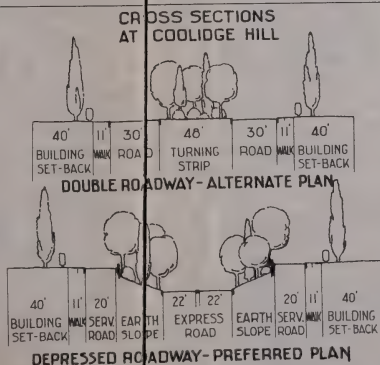 CROSS SECTIONS
AT COOLIDGE HILL
40' 11' 30' 48' 30' 11' 40'
BUILDING WALK ROAD TURNING ROAD WALK BUILDING
SET-BACK STRIP SET-BACK
DOUBLE ROADWAY-ALTERNATE PLAN
40' 11' 20' 22' 22' 20' 11' 40'
BUILDING WALK SERV. EARTH EXPRESS EARTH SERV. WALK BUILDING
SET-BACK ROAD SLOPE ROAD SLOPE ROAD SET-BACK
DEPRESSED ROADWAY-PREFERRED PLAN